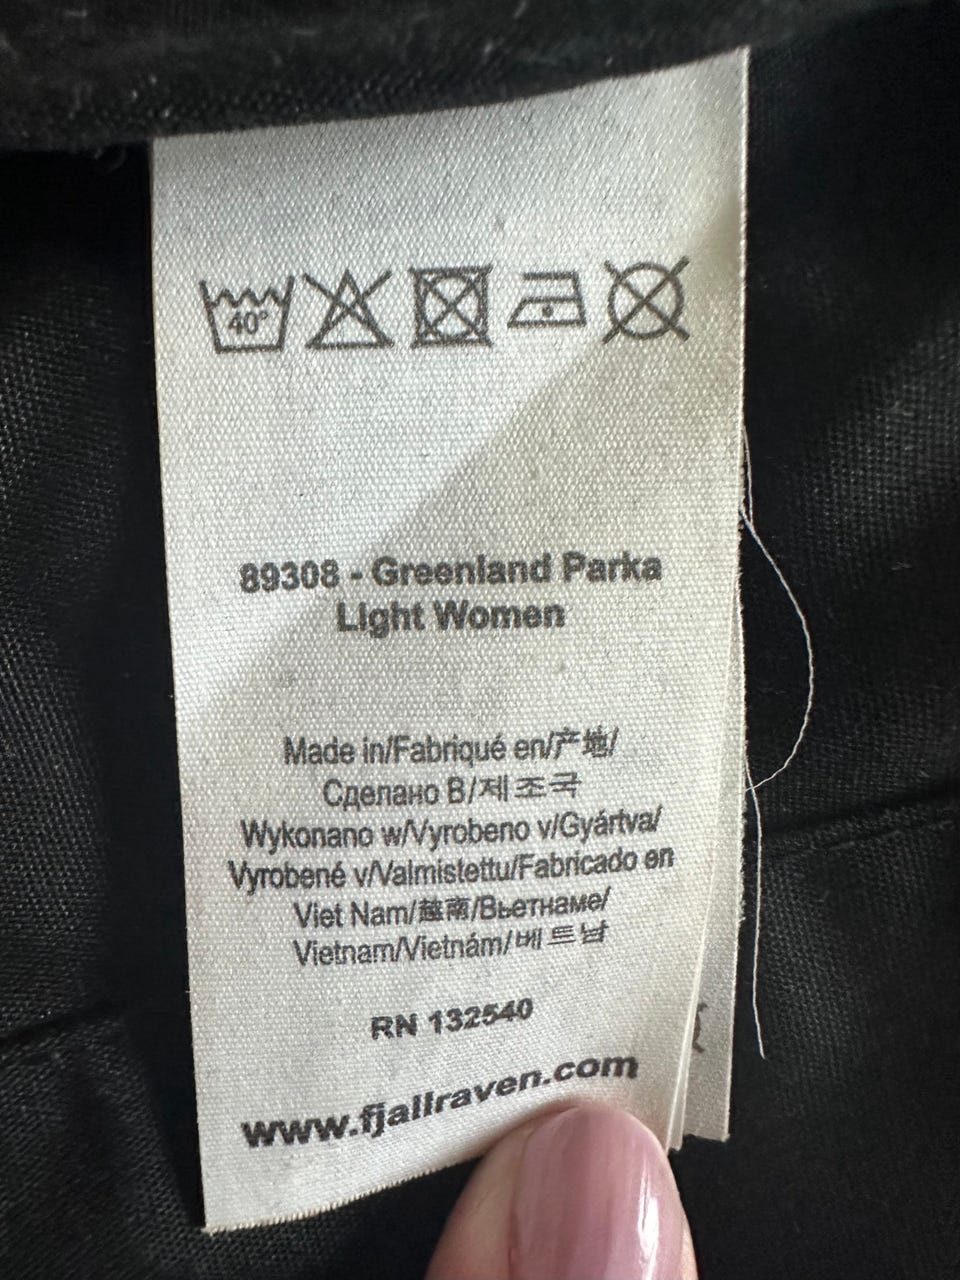 40°
89308 - Greenland Parka
Light Women
Made in/Fabriqué en/产地/
Сделано В/제조국
Wykonano w/Vyrobeno v/Gyártva/
Vyrobené v/Valmistettu/Fabricado en
Viet Nam/越南/Вьетнаме/
Vietnam/Vietnám/베트남
RN 132540
www.fjallraven.com